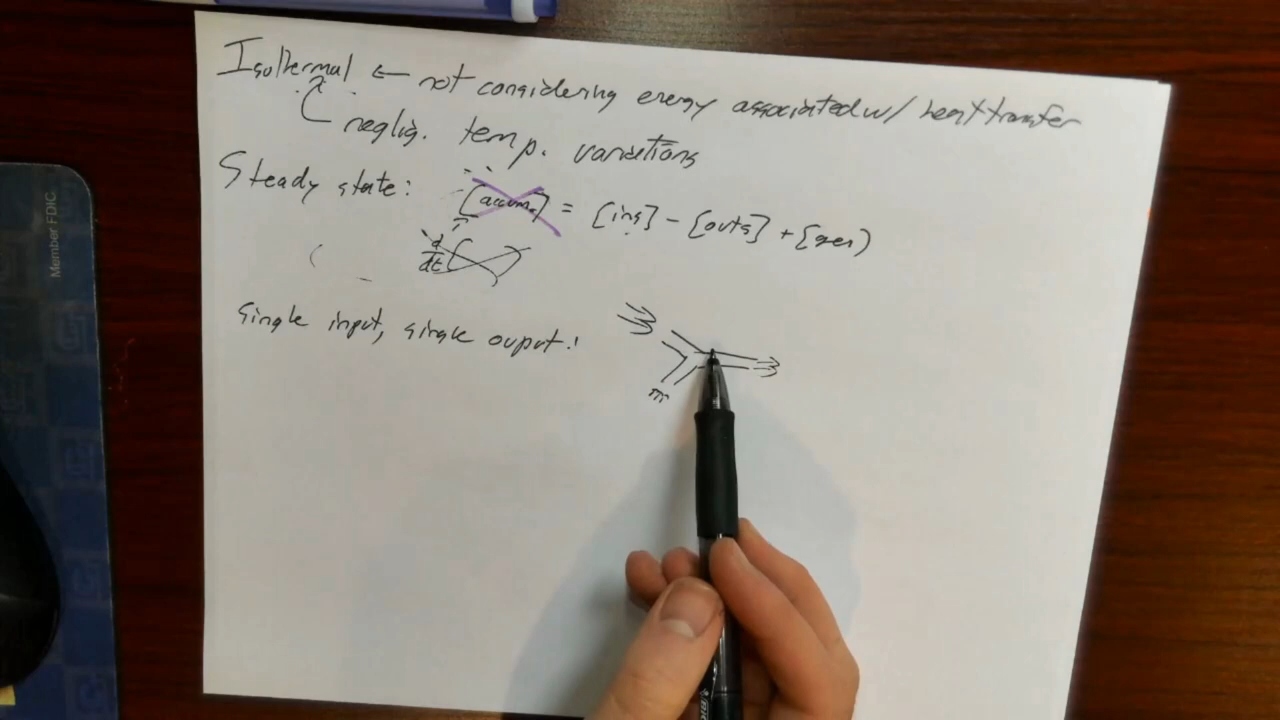 Isothermal ← not considering energy associated w/ heat transfer
neglig. temp. variations
Steady state: [accum.] = [ins] - [outs] + [gen]
d/dt
Single input, single ouput:
Member FDIC